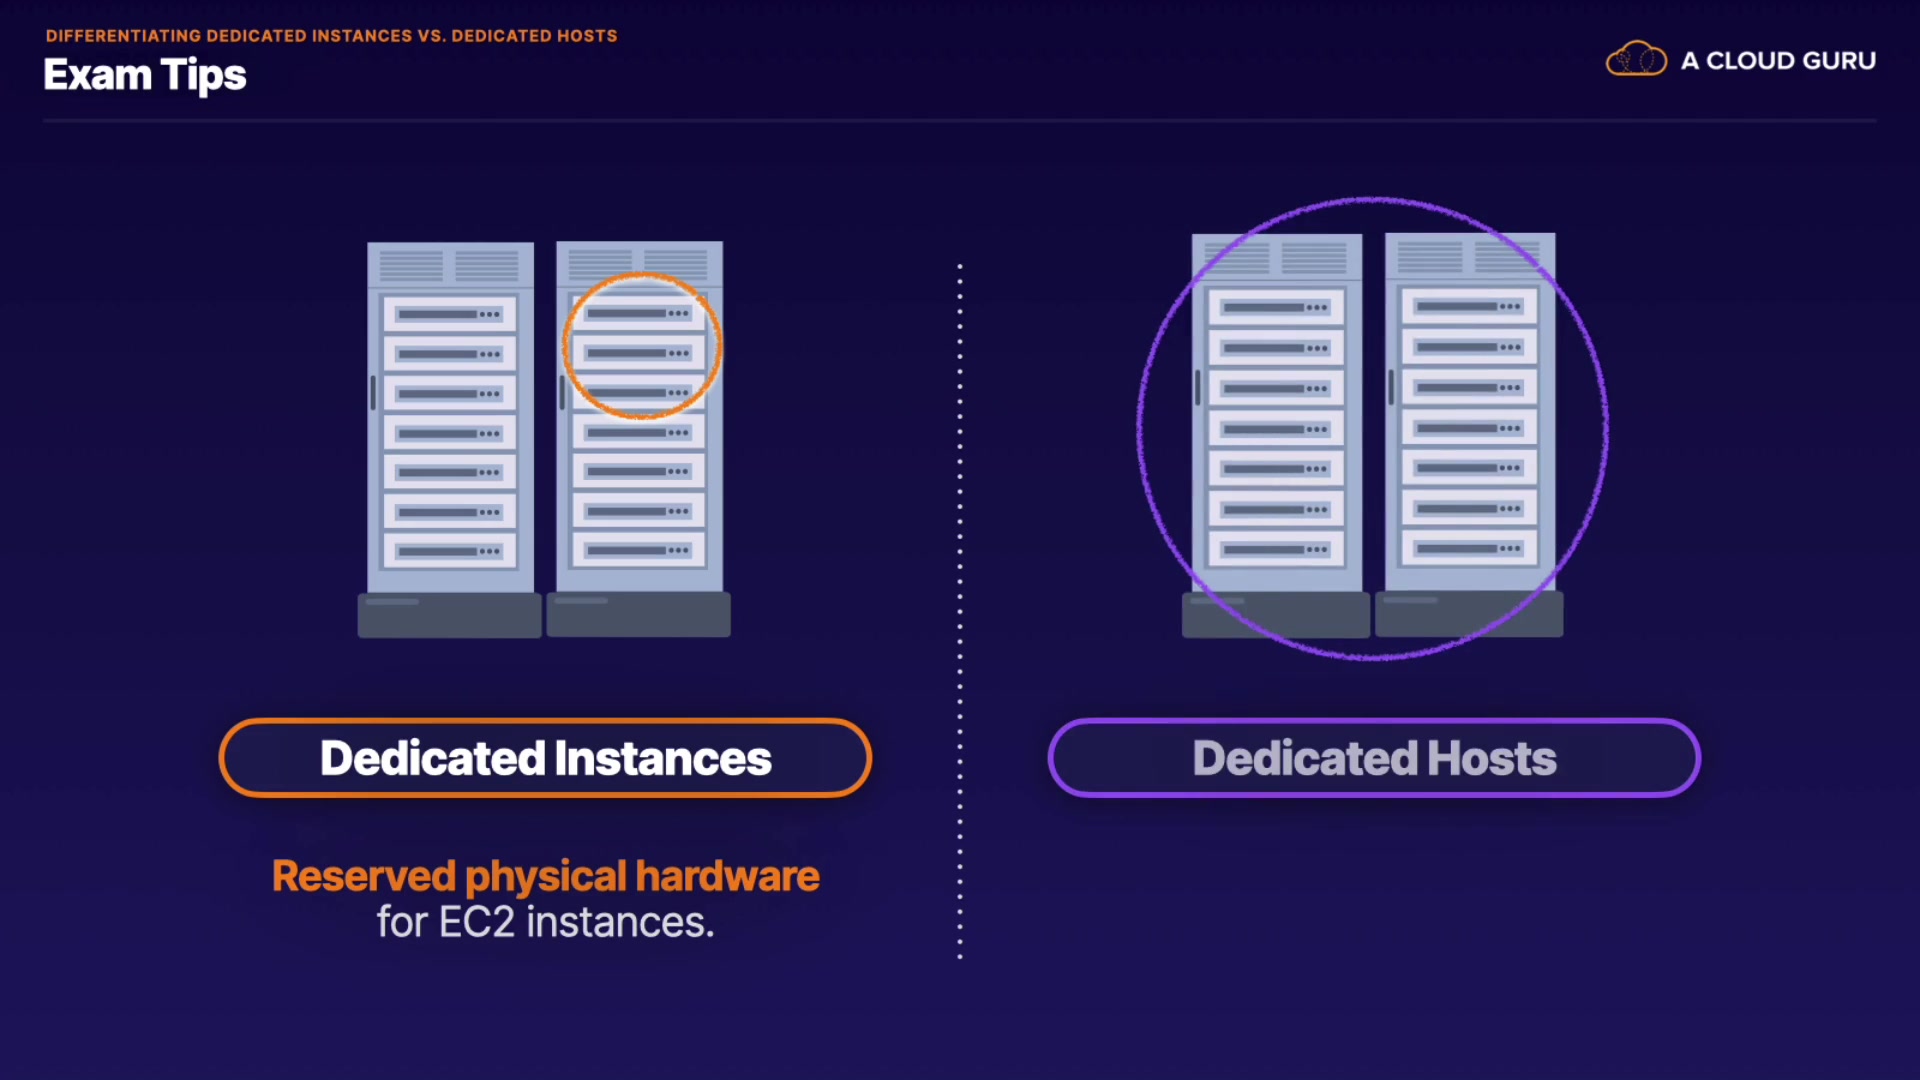 DIFFERENTIATING DEDICATED INSTANCES VS. DEDICATED HOSTS
Exam Tips
A CLOUD GURU
Dedicated Instances
Reserved physical hardware
for EC2 instances.
Dedicated Hosts